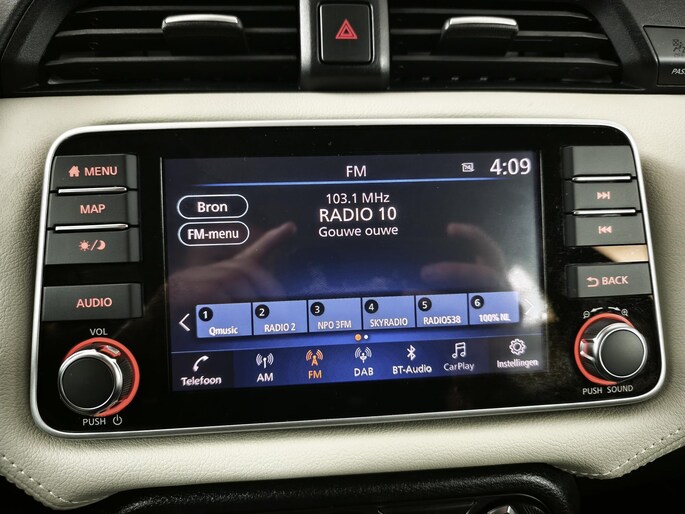 PASS
MENU
MAP
AUDIO
VOL
PUSH
FM
4:09
Bron
FM-menu
103.1 MHz
RADIO 10
Gouwe ouwe
1 Qmusic
2 RADIO 2
3 NPO 3FM
4 SKYRADIO
5 RADIO538
6 100% NL
Telefoon
AM
FM
DAB
BT-Audio
CarPlay
Instellingen
BACK
PUSH SOUND